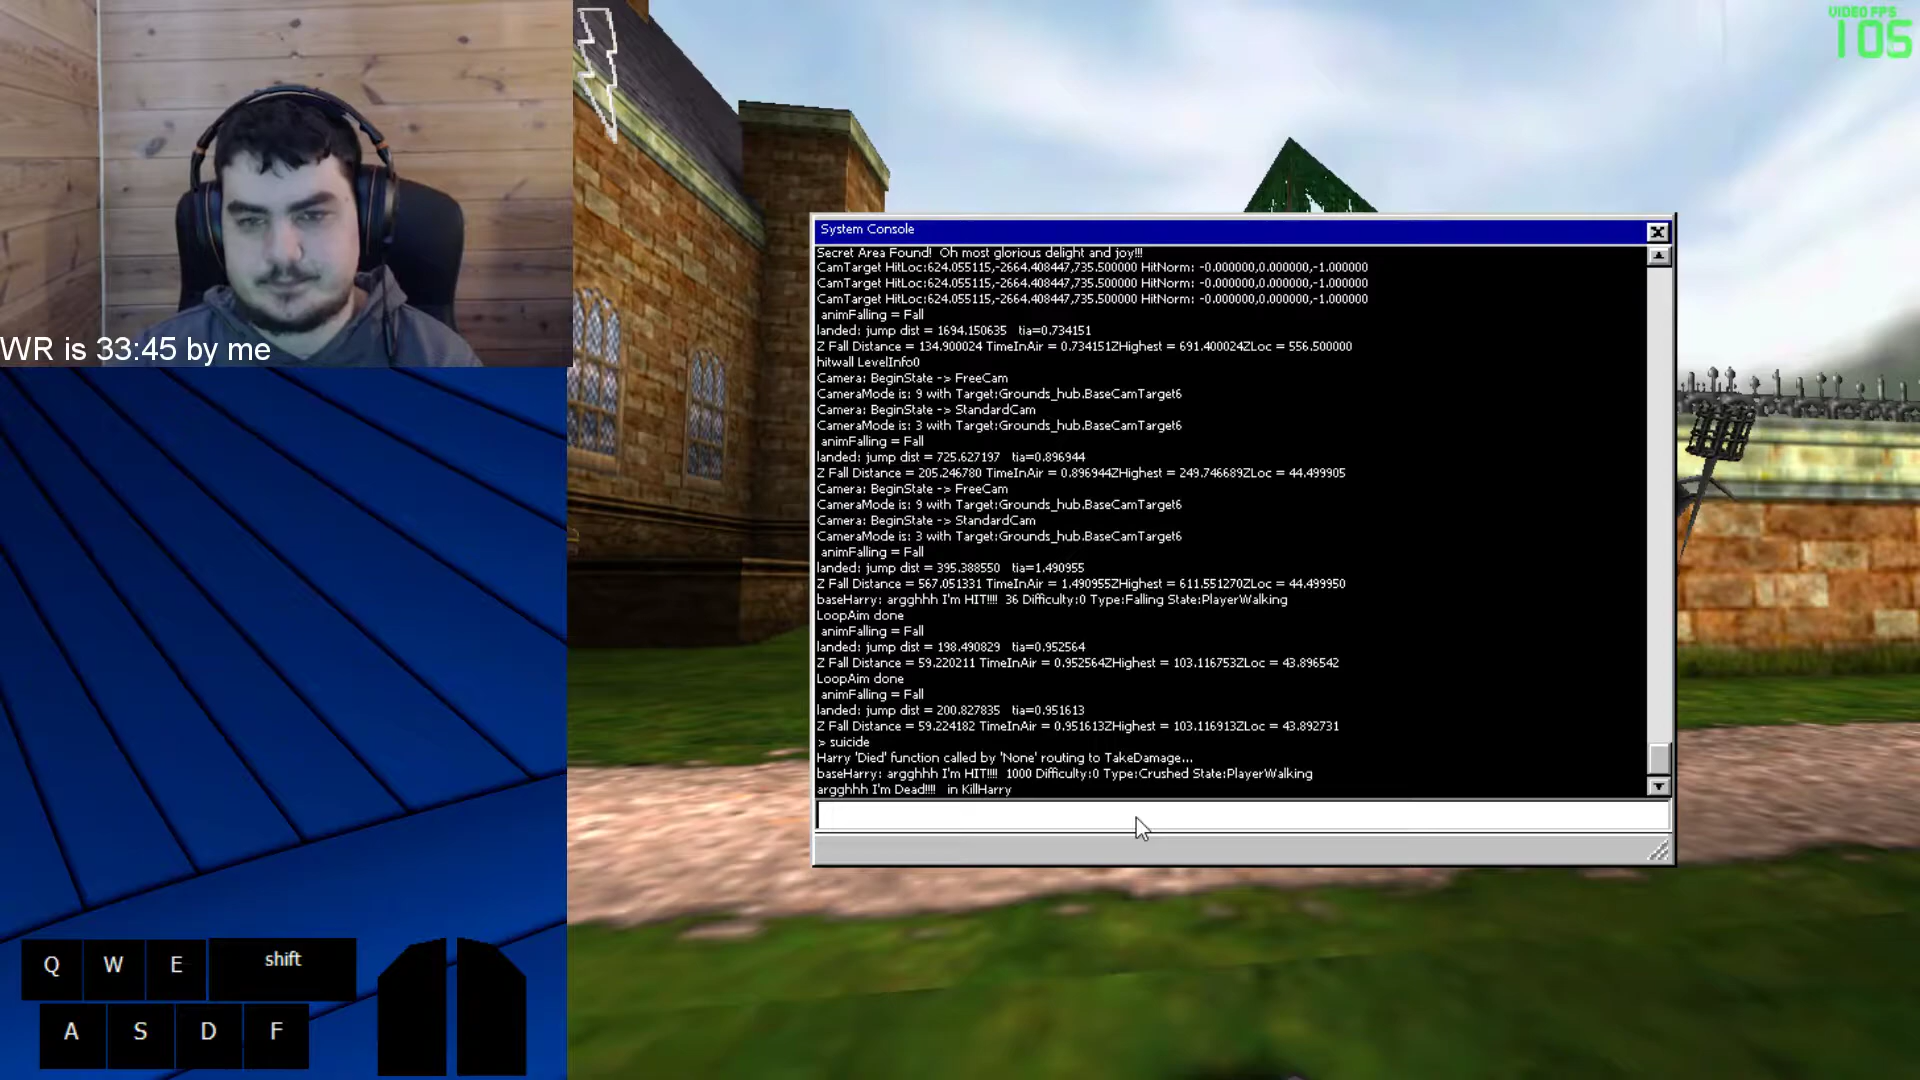 VIDEO FPS
105
System Console
Secret Area Found!  Oh most glorious delight and joy!!!
CamTarget HitLoc:624.055115,-2664.408447,735.500000 HitNorm: -0.000000,0.000000,-1.000000
CamTarget HitLoc:624.055115,-2664.408447,735.500000 HitNorm: -0.000000,0.000000,-1.000000
CamTarget HitLoc:624.055115,-2664.408447,735.500000 HitNorm: -0.000000,0.000000,-1.000000
animFalling = Fall
landed: jump dist = 1694.150635   tia=0.734151
Z Fall Distance = 134.900024 TimeInAir = 0.734151ZHighest = 691.400024ZLoc = 556.500000
hitwall LevelInfo0
Camera: BeginState -> FreeCam
CameraMode is: 9 with Target:Grounds_hub.BaseCamTarget6
Camera: BeginState -> StandardCam
CameraMode is: 3 with Target:Grounds_hub.BaseCamTarget6
animFalling = Fall
landed: jump dist = 725.627197   tia=0.896944
Z Fall Distance = 205.246780 TimeInAir = 0.896944ZHighest = 249.746689ZLoc = 44.499905
Camera: BeginState -> FreeCam
CameraMode is: 9 with Target:Grounds_hub.BaseCamTarget6
Camera: BeginState -> StandardCam
CameraMode is: 3 with Target:Grounds_hub.BaseCamTarget6
animFalling = Fall
landed: jump dist = 395.388550   tia=1.490955
Z Fall Distance = 567.051331 TimeInAir = 1.490955ZHighest = 611.551270ZLoc = 44.499950
baseHarry: argghhh I'm HIT!!!!  36 Difficulty:0 Type:Falling State:PlayerWalking
LoopAim done
animFalling = Fall
landed: jump dist = 198.490829   tia=0.952564
Z Fall Distance = 59.220211 TimeInAir = 0.952564ZHighest = 103.116753ZLoc = 43.896542
LoopAim done
animFalling = Fall
landed: jump dist = 200.827835   tia=0.951613
Z Fall Distance = 59.224182 TimeInAir = 0.951613ZHighest = 103.116913ZLoc = 43.892731
> suicide
Harry 'Died' function called by 'None' routing to TakeDamage...
baseHarry: argghhh I'm HIT!!!!  1000 Difficulty:0 Type:Crushed State:PlayerWalking
argghhh I'm Dead!!!!   in KillHarry
WR is 33:45 by me
Q W E shift
A S D F